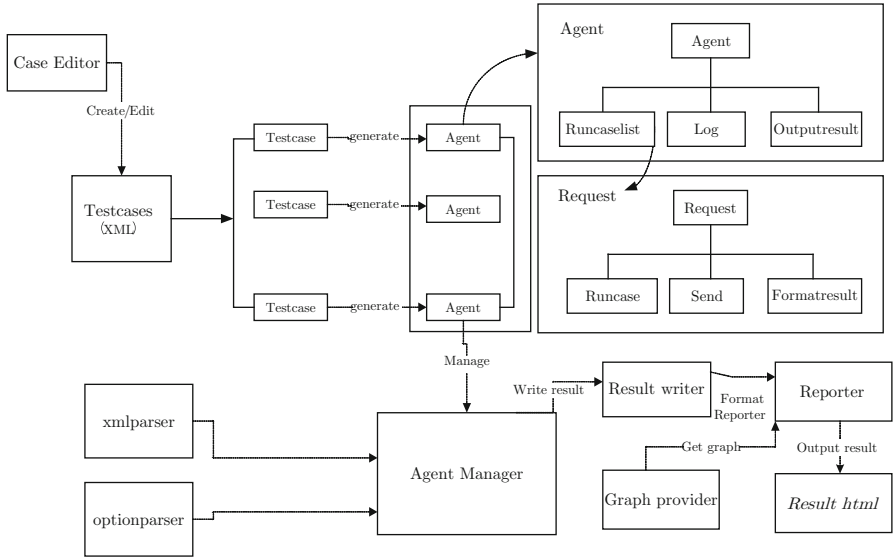 Case Editor
Create/Edit
Testcases
(XML)
Testcase
generate
Agent
Testcase
generate
Agent
Testcase
generate
Agent
Agent
Agent
Runcaselist
Log
Outputresult
Request
Request
Runcase
Send
Formatresult
Manage
xmlparser
optionparser
Agent Manager
Write result
Result writer
Format
Reporter
Reporter
Get graph
Graph provider
Output result
Result html